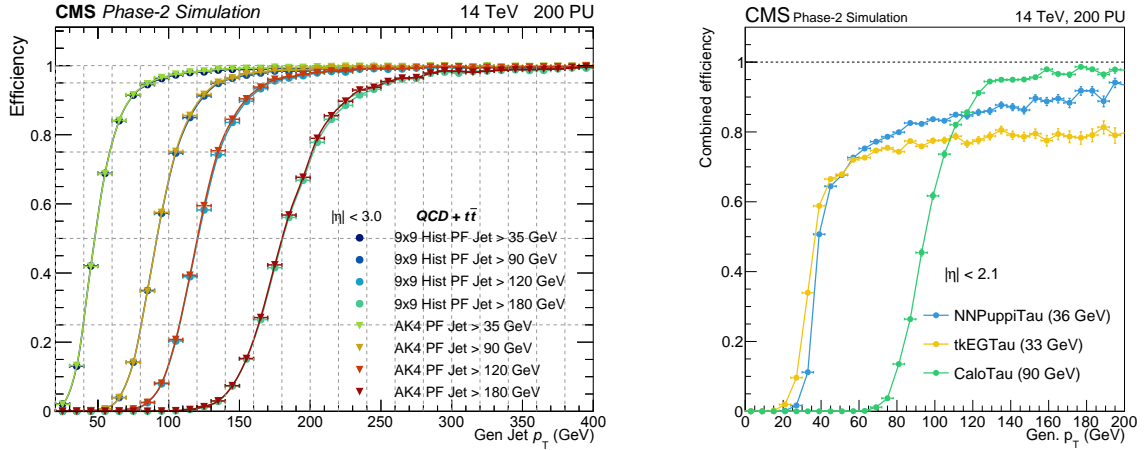 CMS Phase-2 Simulation 14 TeV 200 PU
Efficiency
1
0.8
0.6
0.4
0.2
0
|η| < 3.0 QCD + tt̄
9x9 Hist PF Jet > 35 GeV
9x9 Hist PF Jet > 90 GeV
9x9 Hist PF Jet > 120 GeV
9x9 Hist PF Jet > 180 GeV
AK4 PF Jet > 35 GeV
AK4 PF Jet > 90 GeV
AK4 PF Jet > 120 GeV
AK4 PF Jet > 180 GeV
50 100 150 200 250 300 350 400
Gen Jet p_T (GeV)
CMS Phase-2 Simulation 14 TeV, 200 PU
Combined efficiency
1.0
0.8
0.6
0.4
0.2
0
|η| < 2.1
NNPuppiTau (36 GeV)
tkEGTau (33 GeV)
CaloTau (90 GeV)
0 20 40 60 80 100 120 140 160 180 200
Gen. p_T (GeV)